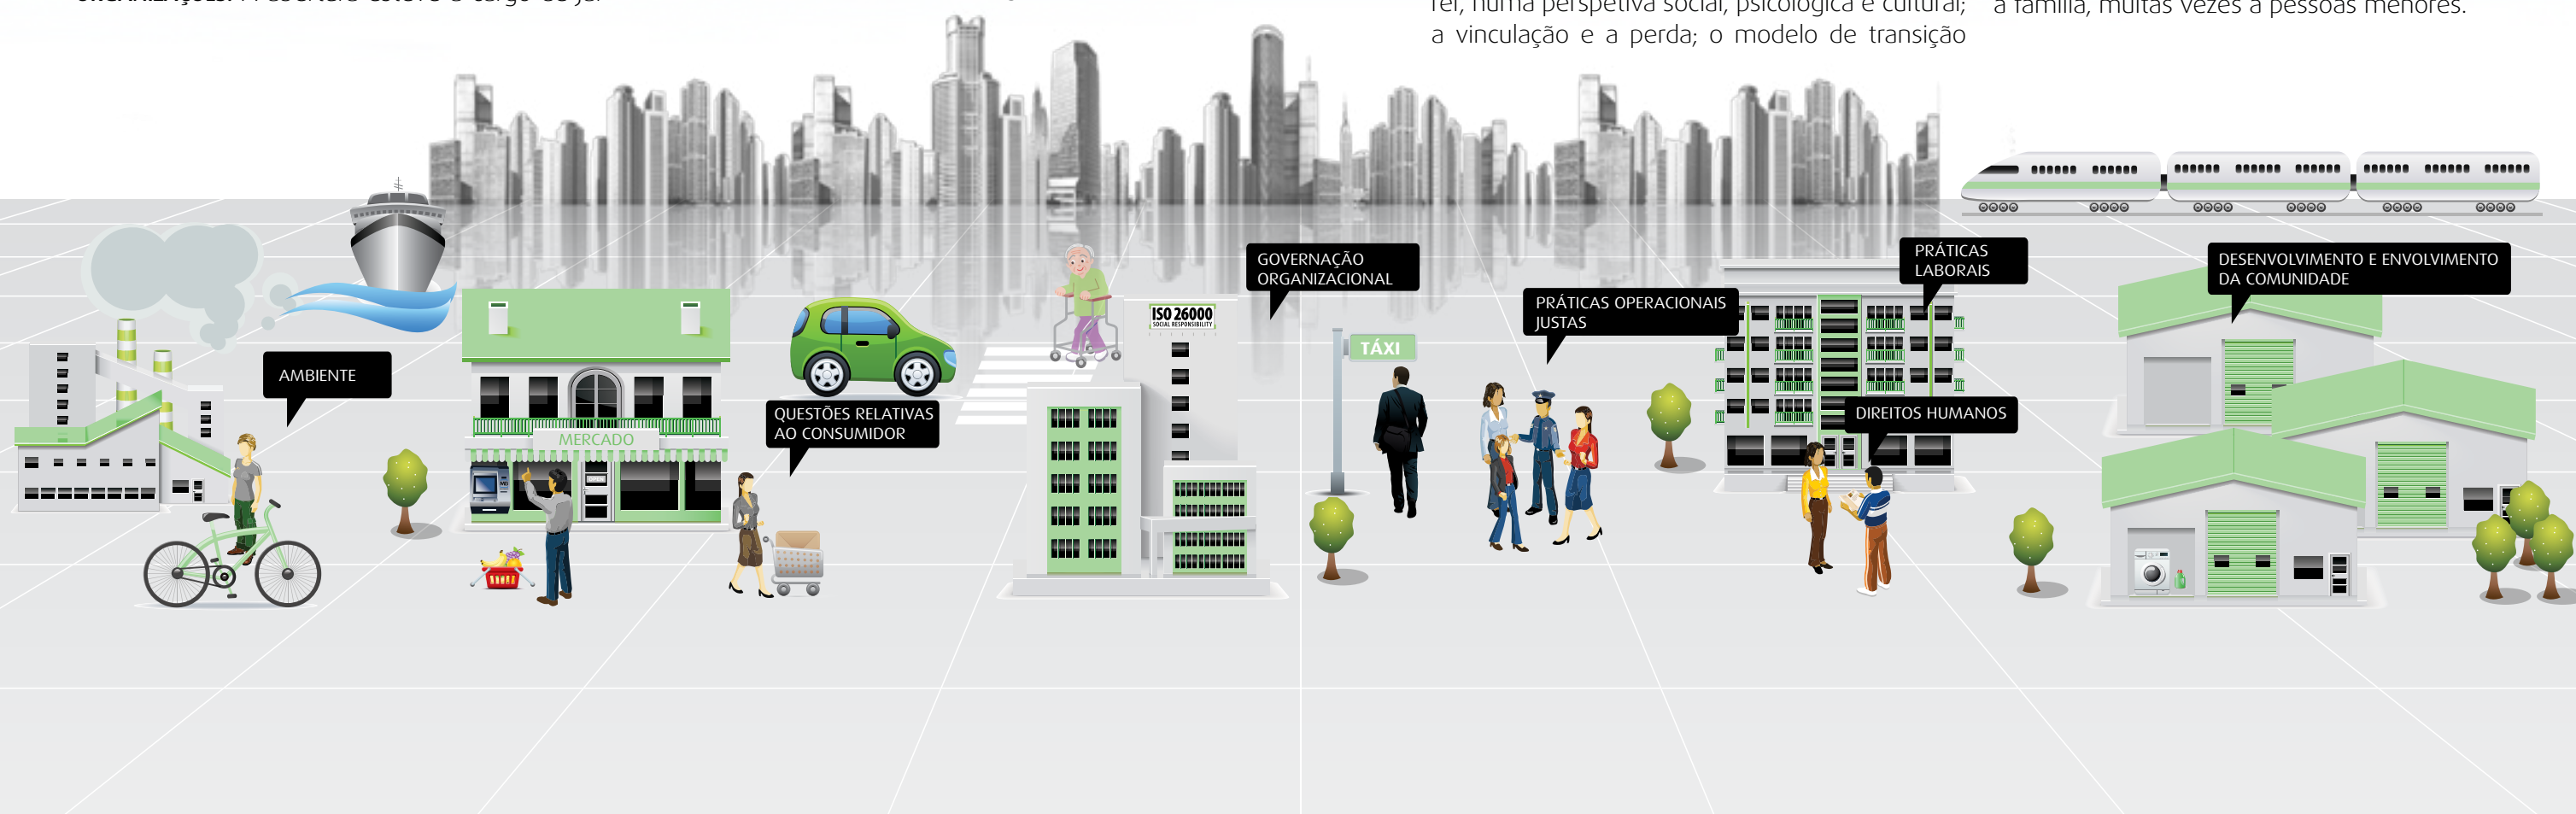 rei, numa perspetiva social, psicológica e cultural;
a vinculação e a perda; o modelo de transição
à família, muitas vezes a pessoas menores.
AMBIENTE
MERCADO
OPEN
QUESTÕES RELATIVAS
AO CONSUMIDOR
ISO 26000
SOCIAL RESPONSIBILITY
GOVERNAÇÃO
ORGANIZACIONAL
TÁXI
PRÁTICAS OPERACIONAIS
JUSTAS
PRÁTICAS
LABORAIS
DIREITOS HUMANOS
DESENVOLVIMENTO E ENVOLVIMENTO
DA COMUNIDADE